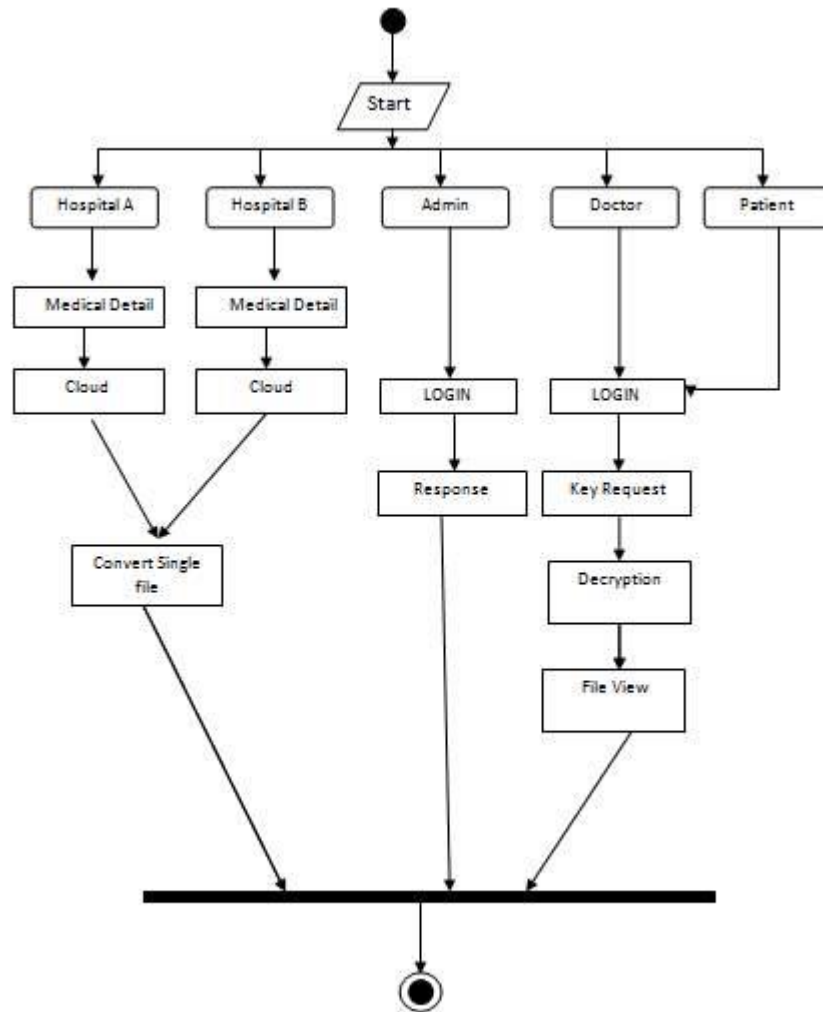 Start
Hospital A
Hospital B
Admin
Doctor
Patient
Medical Detail
Medical Detail
Cloud
Cloud
LOGIN
LOGIN
Response
Key Request
Convert Single
file
Decryption
File View